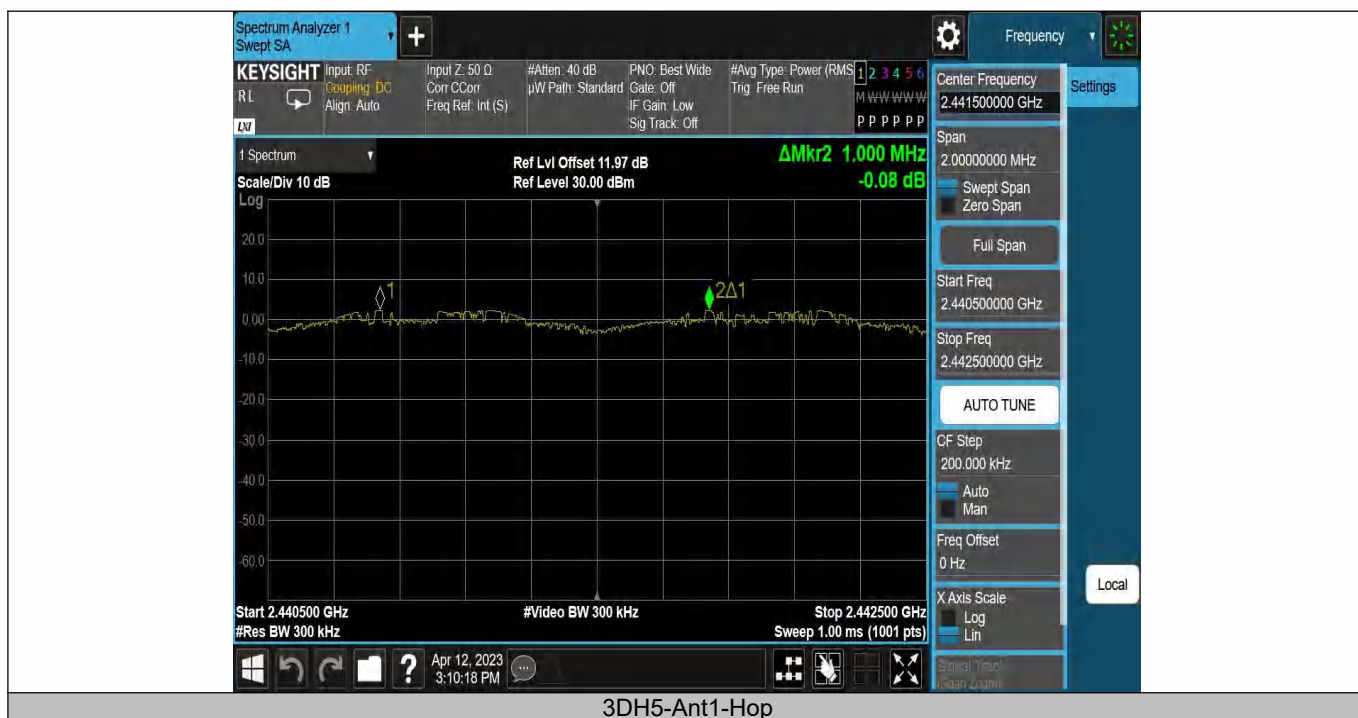 Spectrum Analyzer 1
Swept SA
+
Frequency
KEYSIGHT
R L
LXI
Input: RF
Coupling: DC
Align: Auto
Input Z: 50 Ω
Corr CCorr
Freq Ref: Int (S)
#Atten: 40 dB
µW Path: Standard
PNO: Best Wide
Gate: Off
IF Gain: Low
Sig Track: Off
#Avg Type: Power (RMS
Trig: Free Run
1 2 3 4 5 6
M W W W W W
P P P P P P
Center Frequency
2.441500000 GHz
Settings
1 Spectrum
Ref Lvl Offset 11.97 dB
ΔMkr2 1.000 MHz
Scale/Div 10 dB
Ref Level 30.00 dBm
-0.08 dB
Log
20.0
10.0
0.00
-10.0
-20.0
-30.0
-40.0
-50.0
-60.0
1
2Δ1
Span
2.00000000 MHz
Swept Span
Zero Span
Full Span
Start Freq
2.440500000 GHz
Stop Freq
2.442500000 GHz
AUTO TUNE
CF Step
200.000 kHz
Auto
Man
Freq Offset
0 Hz
X Axis Scale
Log
Lin
Signal Track
(Span Zoom)
Local
Start 2.440500 GHz
#Video BW 300 kHz
Stop 2.442500 GHz
#Res BW 300 kHz
Sweep 1.00 ms (1001 pts)
?
Apr 12, 2023
3:10:18 PM
3DH5-Ant1-Hop